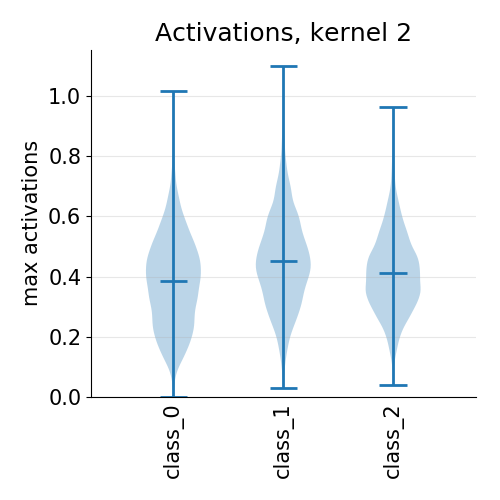 Activations, kernel 2
max activations
1.0
0.8
0.6
0.4
0.2
0.0
class_0
class_1
class_2